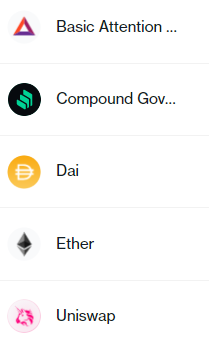 Basic Attention ...
Compound Gov...
Dai
Ether
Uniswap